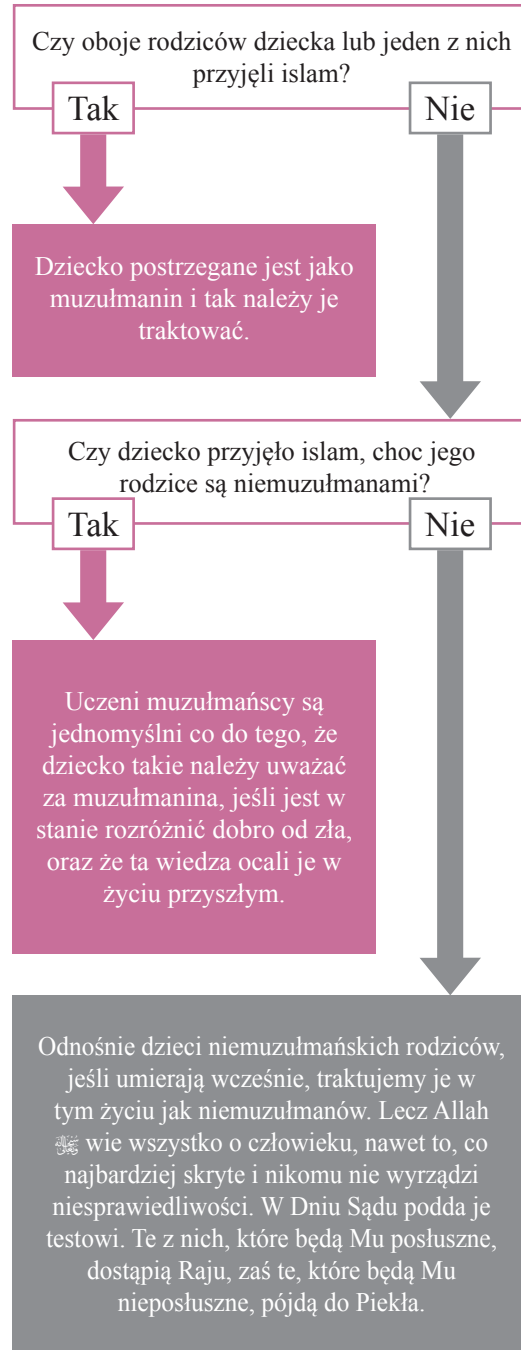 Czy oboje rodziców dziecka lub jeden z nich
przyjęli islam?
Tak
Nie
Dziecko postrzegane jest jako
muzułmanin i tak należy je
traktować.
Czy dziecko przyjęło islam, choc jego
rodzice są niemuzułmanami?
Tak
Nie
Uczeni muzułmańscy są
jednomyślni co do tego, że
dziecko takie należy uważać
za muzułmanina, jeśli jest w
stanie rozróżnić dobro od zła,
oraz że ta wiedza ocali je w
życiu przyszłym.
Odnośnie dzieci niemuzułmańskich rodziców,
jeśli umierają wcześnie, traktujemy je w
tym życiu jak niemuzułmanów. Lecz Allah
wie wszystko o człowieku, nawet to, co
najbardziej skryte i nikomu nie wyrządzi
niesprawiedliwości. W Dniu Sądu podda je
testowi. Te z nich, które będą Mu posłuszne,
dostąpią Raju, zaś te, które będą Mu
nieposłuszne, pójdą do Piekła.